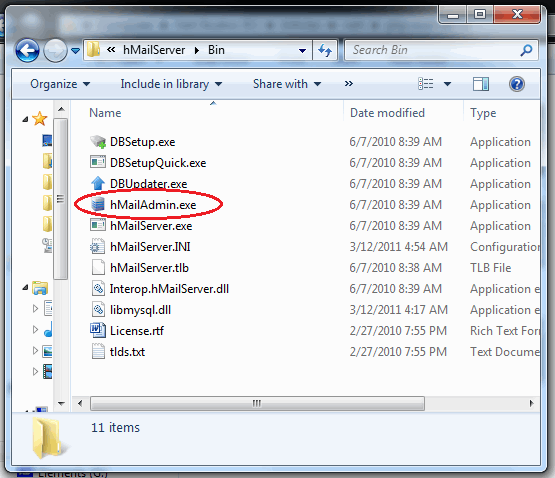 « hMailServer ▸ Bin
Search Bin
Organize Include in library Share with »
Name Date modified Type
DBSetup.exe 6/7/2010 8:39 AM Application
DBSetupQuick.exe 6/7/2010 8:39 AM Application
DBUpdater.exe 6/7/2010 8:39 AM Application
hMailAdmin.exe 6/7/2010 8:39 AM Application
hMailServer.exe 6/7/2010 8:39 AM Application
hMailServer.INI 3/12/2011 4:54 AM Configuration
hMailServer.tlb 6/7/2010 8:38 AM TLB File
Interop.hMailServer.dll 6/7/2010 8:39 AM Application e
libmysql.dll 3/12/2011 4:17 AM Application e
License.rtf 2/27/2010 7:55 PM Rich Text For
tlds.txt 2/27/2010 7:55 PM Text Docume
11 items
Elements (G:)